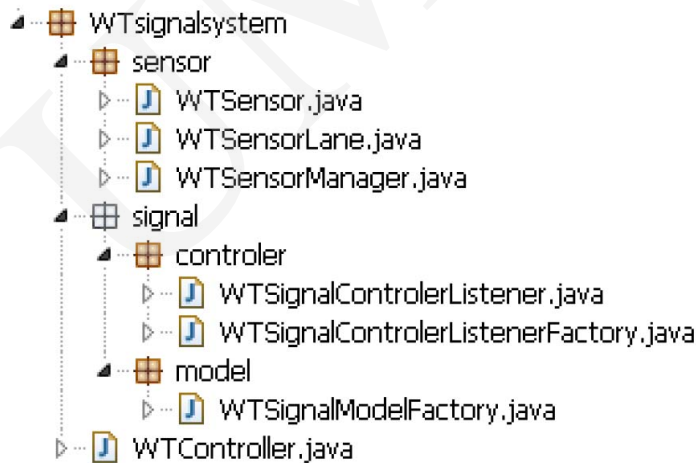 WTsignalsystem
sensor
WTSensor.java
WTSensorLane.java
WTSensorManager.java
signal
controler
WTSignalControlerListener.java
WTSignalControlerListenerFactory.java
model
WTSignalModelFactory.java
WTController.java